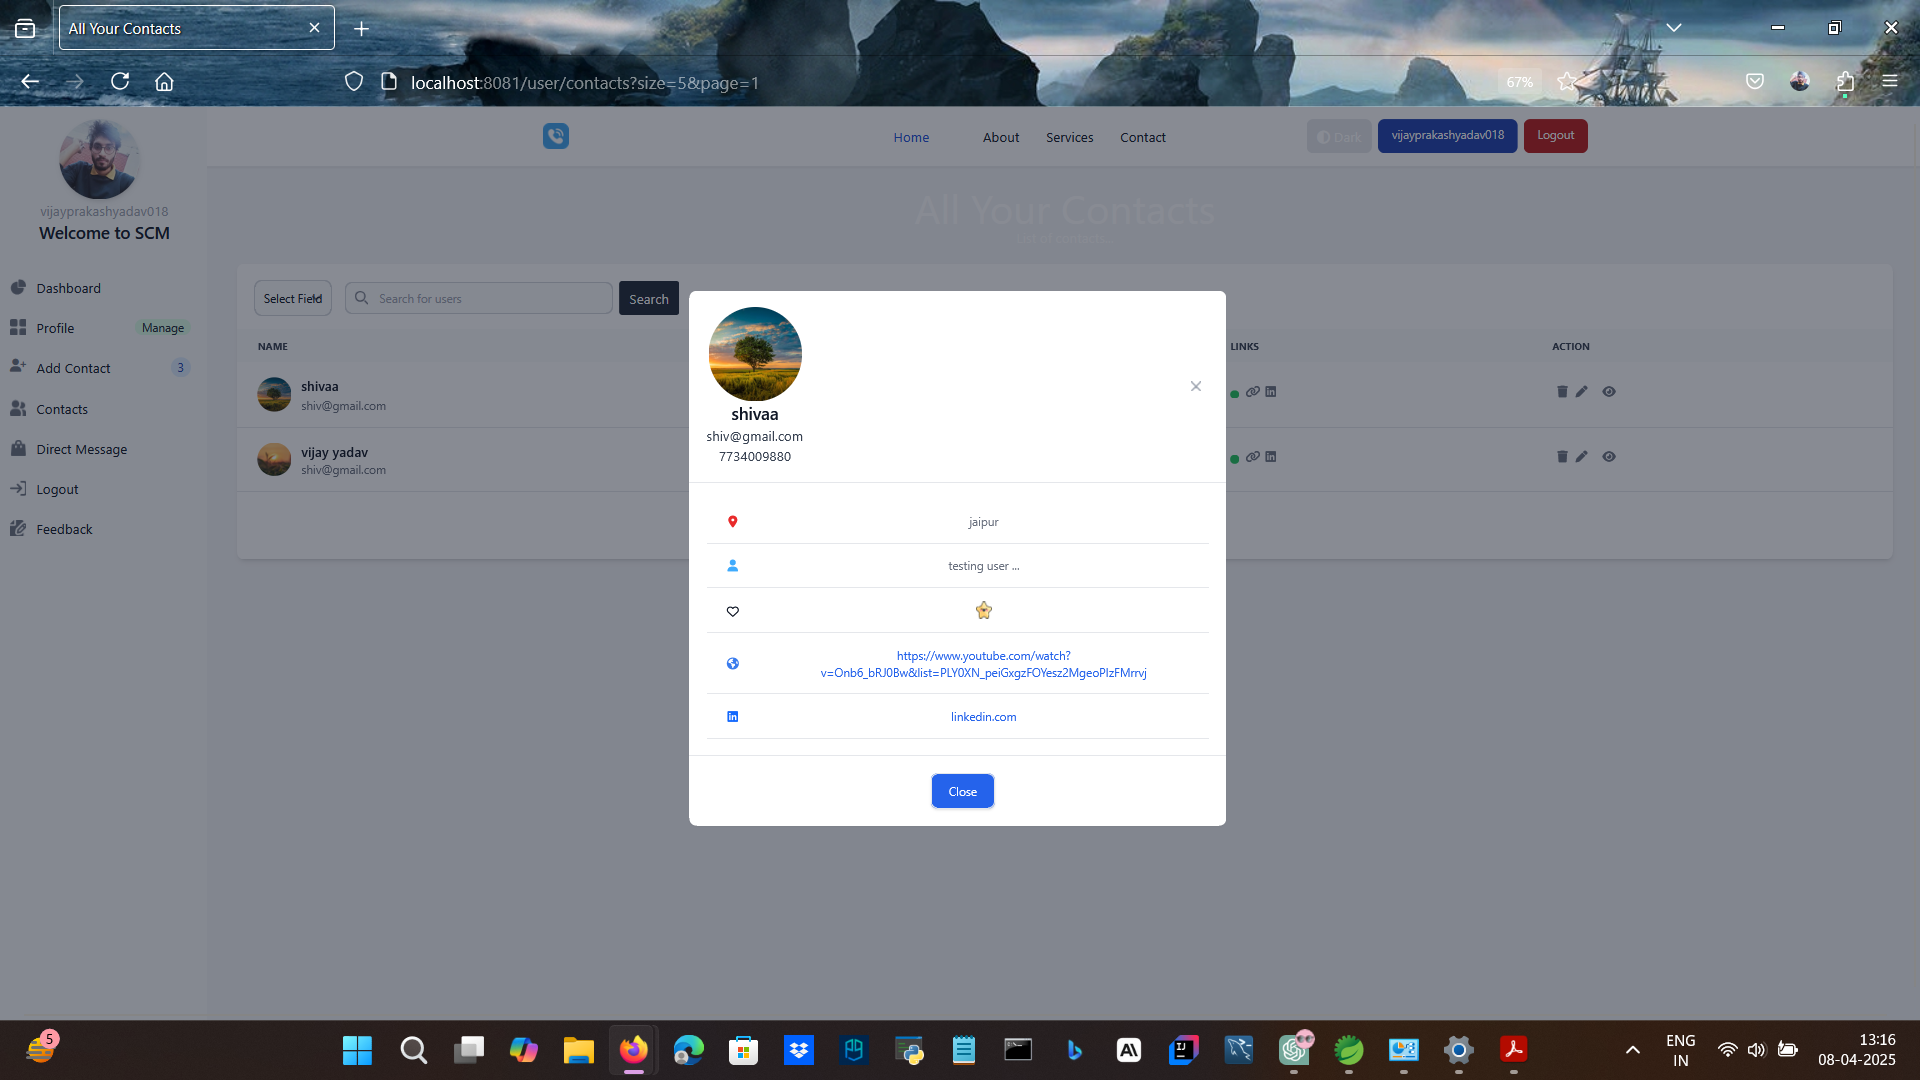 All Your Contacts
localhost:8081/user/contacts?size=5&page=1
67%
Home
About
Services
Contact
Dark
vijayprakashyadav018
Logout
vijayprakashyadav018
Welcome to SCM
Dashboard
Profile
Manage
Add Contact
3
Contacts
Direct Message
Logout
Feedback
All Your Contacts
List of contacts...
Select Field
Search for users
Search
NAME
LINKS
ACTION
shivaa
shiv@gmail.com
vijay yadav
shiv@gmail.com
shivaa
shiv@gmail.com
7734009880
jaipur
testing user ...
https://www.youtube.com/watch?
v=Onb6_bRJ0Bw&list=PLY0XN_peiGxgzFOYesz2MgeoPIzFMrrvj
linkedin.com
Close
5
ENG
IN
13:16
08-04-2025